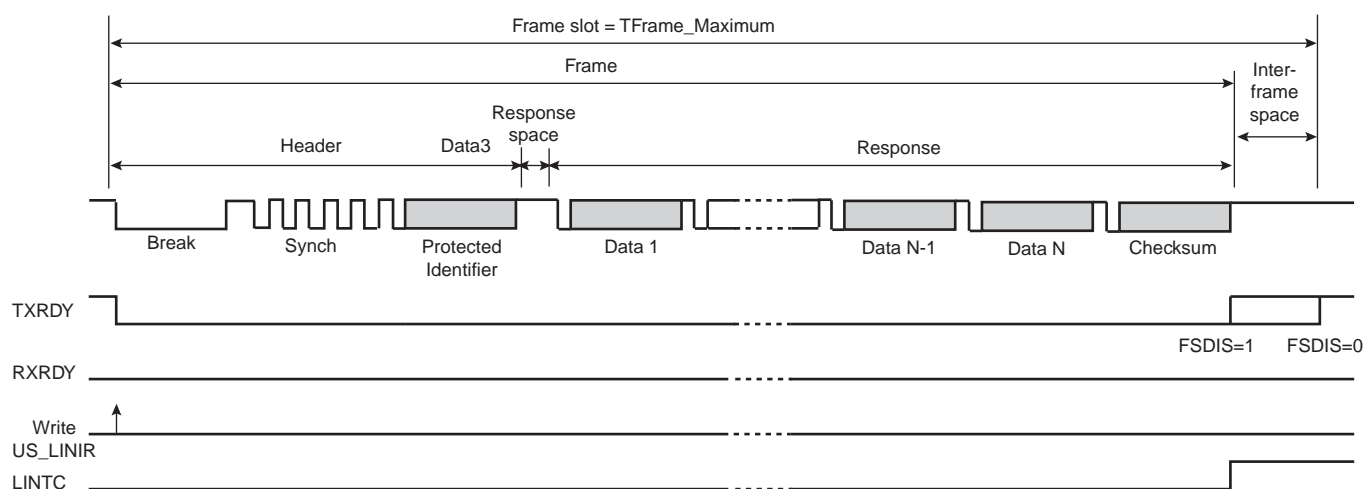 Frame slot = TFrame_Maximum
Frame
Inter-
frame
space
Response
space
Header
Data3
Response
Break
Synch
Protected
Identifier
Data 1
Data N-1
Data N
Checksum
TXRDY
FSDIS=1
FSDIS=0
RXRDY
Write
US_LINIR
LINTC